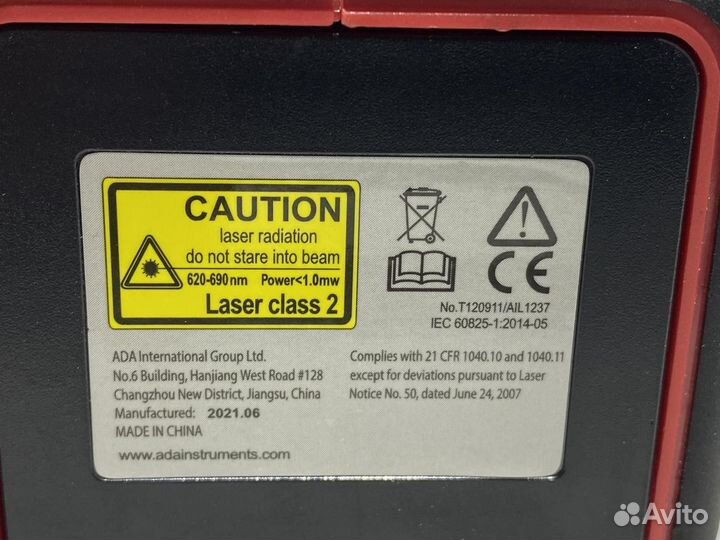 CAUTION
laser radiation
do not stare into beam
620-690nm Power<1.0mw
Laser class 2
CE
No.T120911/AIL1237
IEC 60825-1:2014-05
ADA International Group Ltd.
No.6 Building, Hanjiang West Road #128
Changzhou New District, Jiangsu, China
Manufactured: 2021.06
MADE IN CHINA
www.adainstruments.com
Complies with 21 CFR 1040.10 and 1040.11
except for deviations pursuant to Laser
Notice No. 50, dated June 24, 2007
Avito